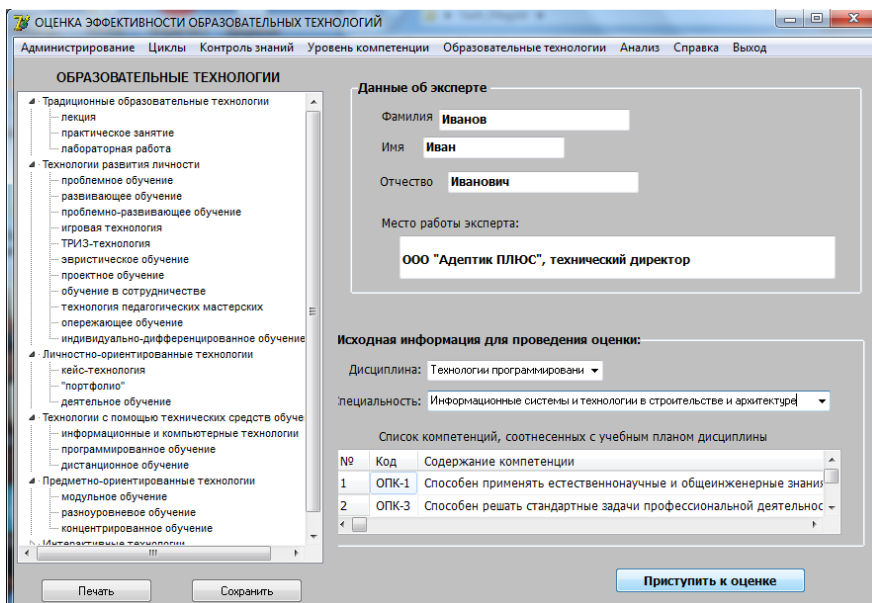 ОЦЕНКА ЭФФЕКТИВНОСТИ ОБРАЗОВАТЕЛЬНЫХ ТЕХНОЛОГИЙ
Администрирование Циклы Контроль знаний Уровень компетенции Образовательные технологии Анализ Справка Выход
ОБРАЗОВАТЕЛЬНЫЕ ТЕХНОЛОГИИ
Традиционные образовательные технологии
лекция
практическое занятие
лабораторная работа
Технологии развития личности
проблемное обучение
развивающее обучение
проблемно-развивающее обучение
игровая технология
ТРИЗ-технология
эвристическое обучение
проектное обучение
обучение в сотрудничестве
технология педагогических мастерских
опережающее обучение
индивидуально-дифференцированное обучение
Личностно-ориентированные технологии
кейс-технология
"портфолио"
деятельное обучение
Технологии с помощью технических средств обуче
информационные и компьютерные технологии
программированное обучение
дистанционное обучение
Предметно-ориентированные технологии
модульное обучение
разноуровневое обучение
концентрированное обучение
Интерактивные технологии
Печать Сохранить
Данные об эксперте
Фамилия Иванов
Имя Иван
Отчество Иванович
Место работы эксперта:
ООО "Адептик ПЛЮС", технический директор
Исходная информация для проведения оценки:
Дисциплина: Технологии программировани
пециальность: Информационные системы и технологии в строительстве и архитектуре
Список компетенций, соотнесенных с учебным планом дисциплины
№ Код Содержание компетенции
1 ОПК-1 Способен применять естественнонаучные и общеинженерные знания
2 ОПК-3 Способен решать стандартные задачи профессиональной деятельнос
Приступить к оценке